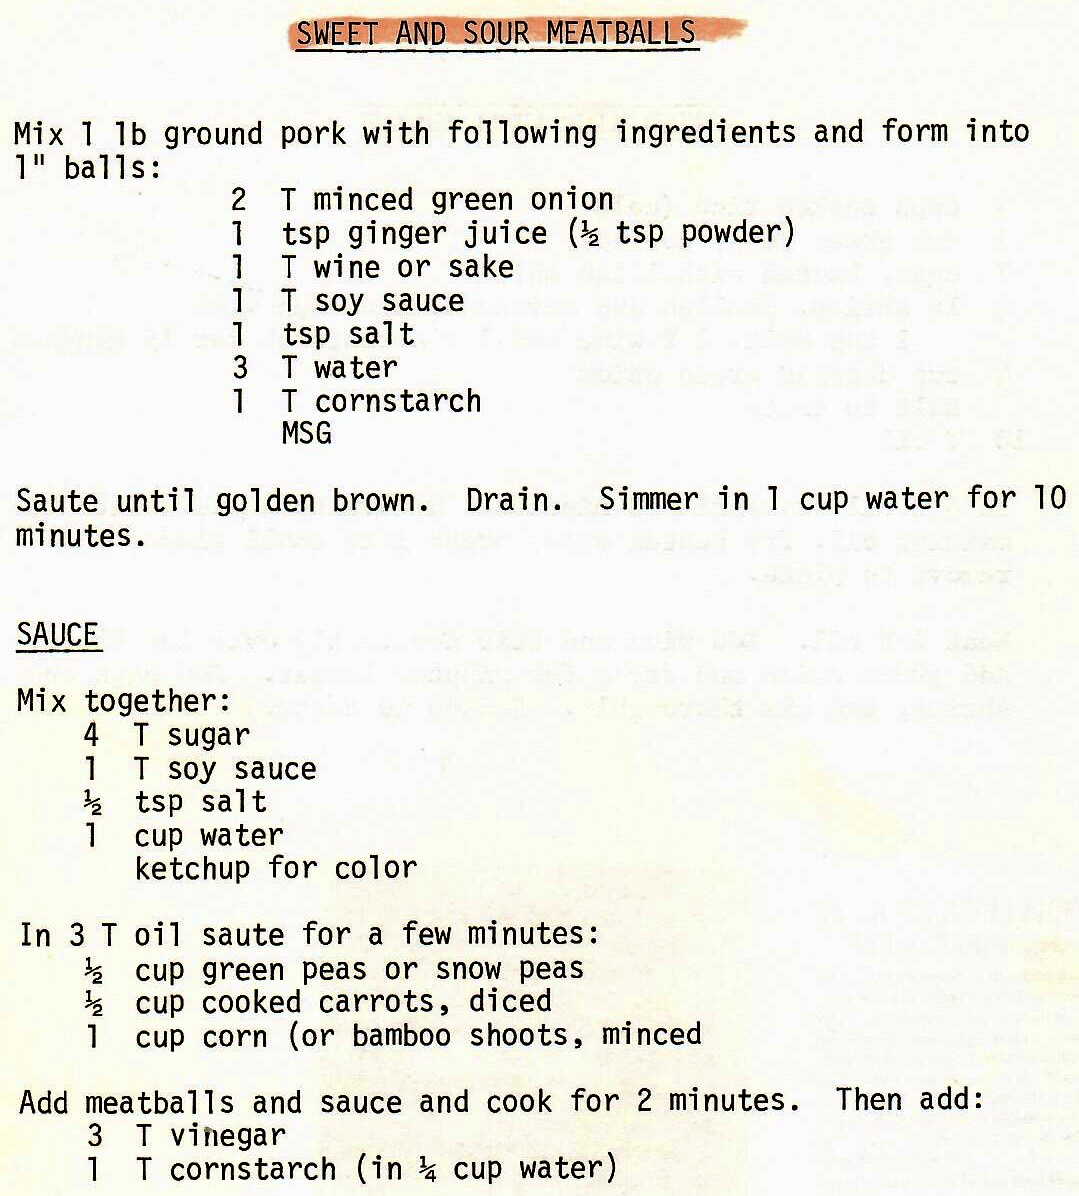 SWEET AND SOUR MEATBALLS
Mix 1 lb ground pork with following ingredients and form into
1" balls:
2 T minced green onion
1 tsp ginger juice (½ tsp powder)
1 T wine or sake
1 T soy sauce
1 tsp salt
3 T water
1 T cornstarch
MSG
Saute until golden brown. Drain. Simmer in 1 cup water for 10
minutes.
SAUCE
Mix together:
4 T sugar
1 T soy sauce
½ tsp salt
1 cup water
ketchup for color
In 3 T oil saute for a few minutes:
½ cup green peas or snow peas
½ cup cooked carrots, diced
1 cup corn (or bamboo shoots, minced
Add meatballs and sauce and cook for 2 minutes. Then add:
3 T vinegar
1 T cornstarch (in ¼ cup water)